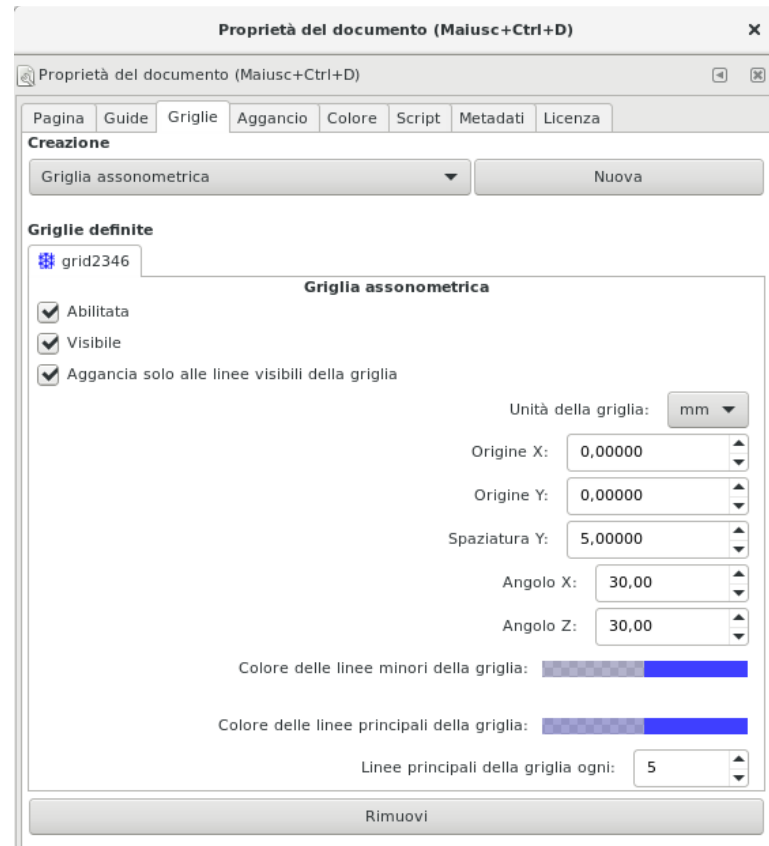 Proprietà del documento (Maiusc+Ctrl+D)
Proprietà del documento (Maiusc+Ctrl+D)
Pagina Guide Griglie Aggancio Colore Script Metadati Licenza
Creazione
Griglia assonometrica Nuova
Griglie definite
grid2346
Griglia assonometrica
Abilitata
Visibile
Aggancia solo alle linee visibili della griglia
Unità della griglia: mm
Origine X: 0,00000
Origine Y: 0,00000
Spaziatura Y: 5,00000
Angolo X: 30,00
Angolo Z: 30,00
Colore delle linee minori della griglia:
Colore delle linee principali della griglia:
Linee principali della griglia ogni: 5
Rimuovi